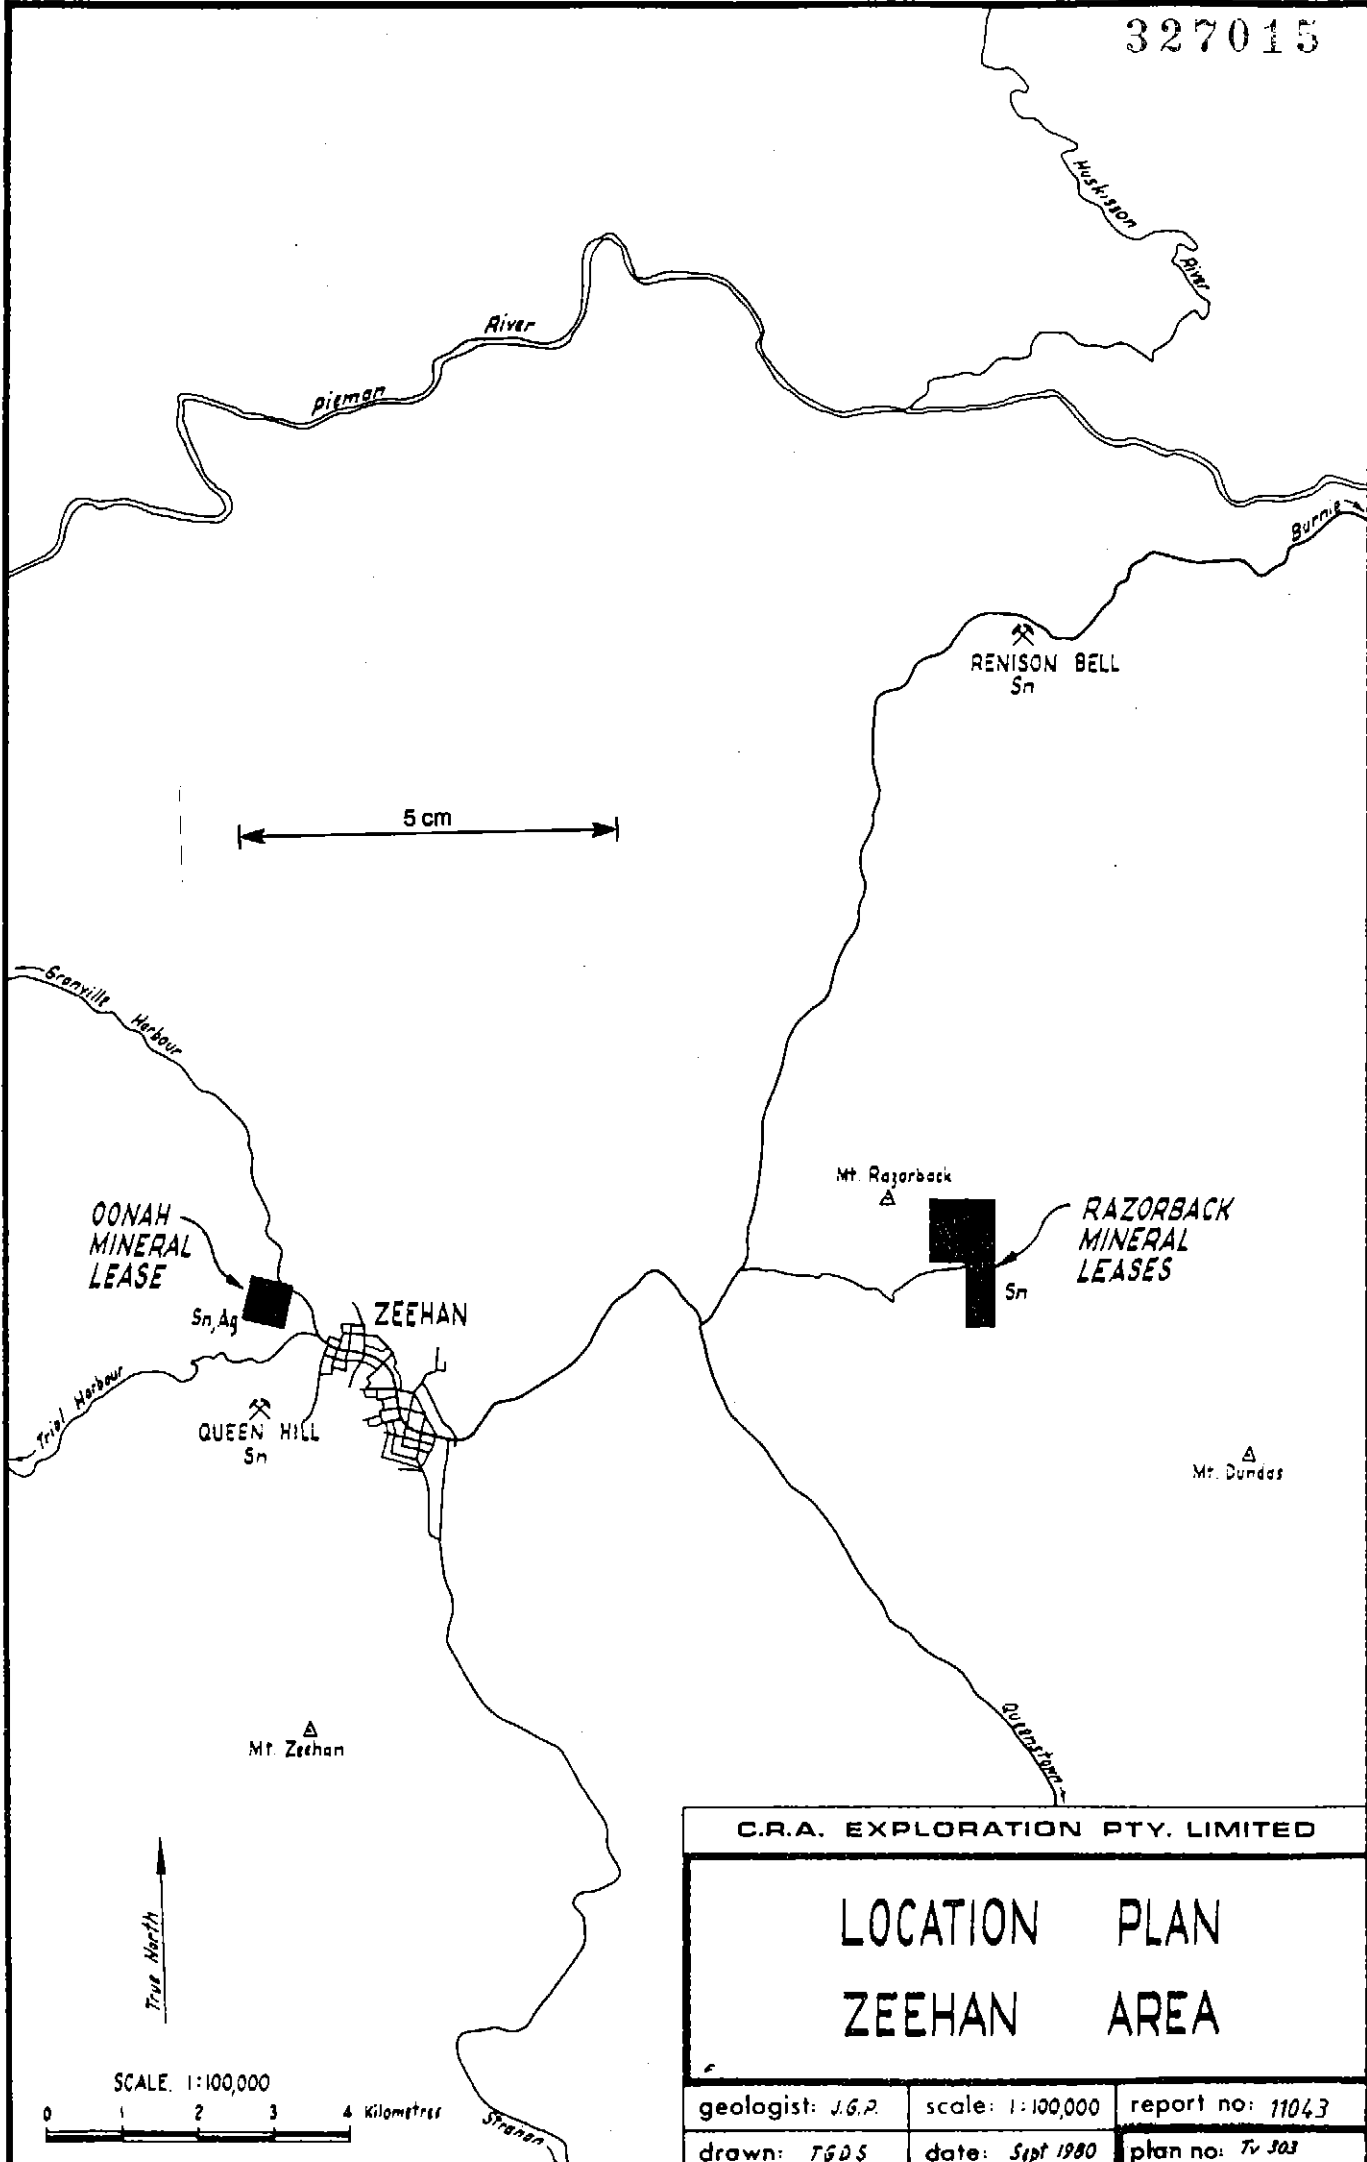 327015
Huskisson
River
River
Pieman
Burnie
RENISON BELL
Sn
5 cm
Granville
Harbour
Mt. Razorback
OONAH
MINERAL
LEASE
RAZORBACK
MINERAL
LEASES
Sn
Sn, Ag
ZEEHAN
Trial Harbour
QUEEN HILL
Sn
Mt. Dundas
Queenstown
Mt. Zeehan
True North
C.R.A. EXPLORATION PTY. LIMITED
LOCATION PLAN
ZEEHAN AREA
SCALE. 1:100,000
0 1 2 3 4 Kilometres
Strahan
geologist: J.G.P.
scale: 1:100,000
report no: 11043
drawn: TGDS
date: Sept 1980
plan no: Tv 303